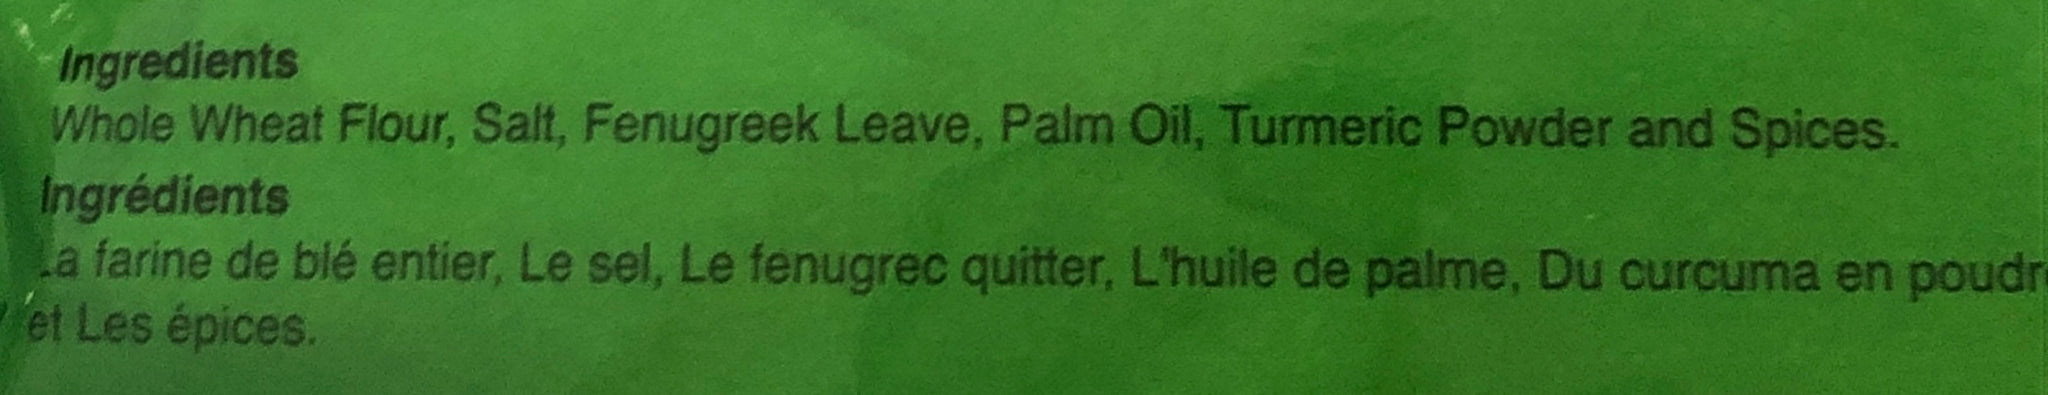 Ingredients
Whole Wheat Flour, Salt, Fenugreek Leave, Palm Oil, Turmeric Powder and Spices.
Ingrédients
La farine de blé entier, Le sel, Le fenugrec quitter, L'huile de palme, Du curcuma en poudre
et Les épices.